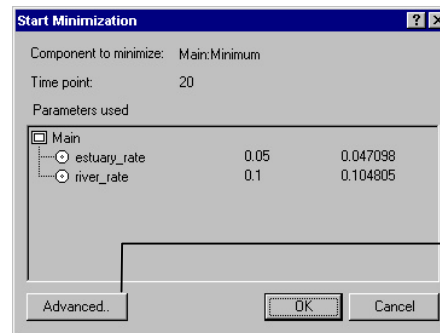 Start Minimization
Component to minimize: Main:Minimum
Time point: 20
Parameters used
Main
estuary_rate 0.05 0.047098
river_rate 0.1 0.104805
Advanced.. OK Cancel